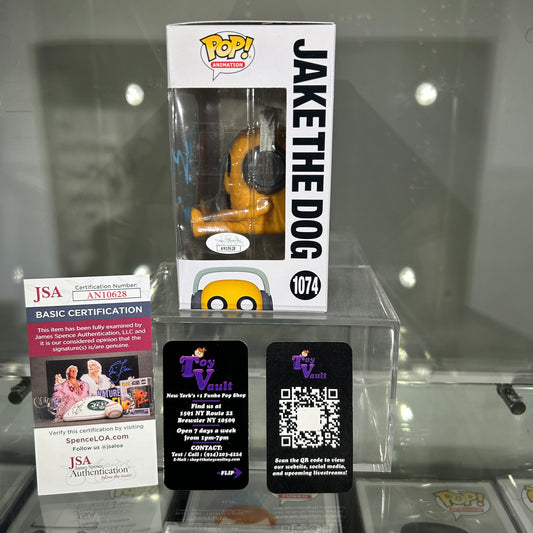 POP!
ANIMATION
JAKE THE DOG
1074
AN10628
JSA
Certification Number:
AN10628
BASIC CERTIFICATION
This item has been fully examined by
James Spence Authentication, LLC and
it is our considered opinion that the
signature(s) is/are genuine.
Verify this certification by visiting
SpenceLOA.com
Follow us @jsaloa
JSA
Authentication
Toy
Vault
New York's #1 Funko Pop Shop
Find us at
1591 NY Route 22
Brewster NY 10509
Open 7 days a week
from 1pm-7pm
CONTACT:
FLIP
Toy
Vault
Scan the QR code to view
our website, social media,
and upcoming livestreams!